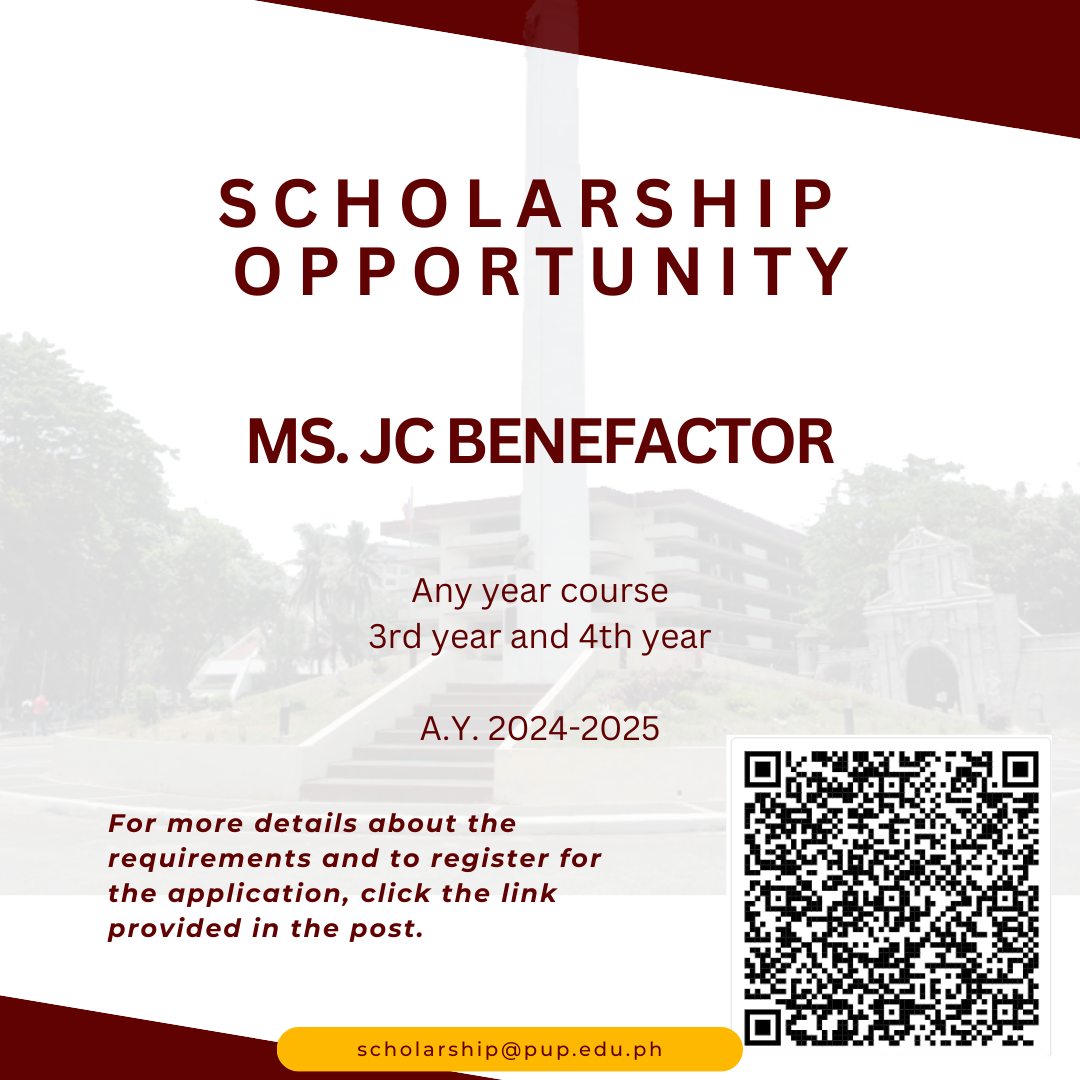 SCHOLARSHIP
OPPORTUNITY
MS. JC BENEFACTOR
Any year course
3rd year and 4th year
A.Y. 2024-2025
For more details about the
requirements and to register for
the application, click the link
provided in the post.
scholarship@pup.edu.ph